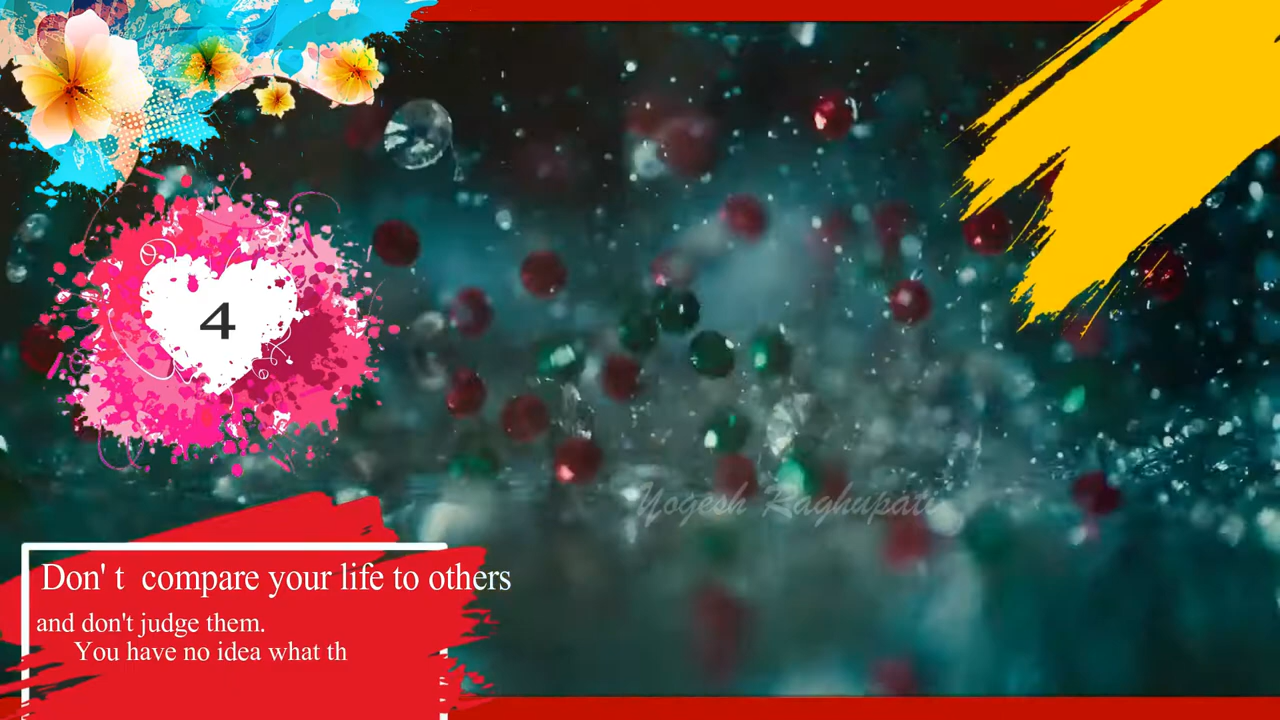 4
Yogesh Raghupati
Don' t compare your life to others
and don't judge them.
You have no idea what th